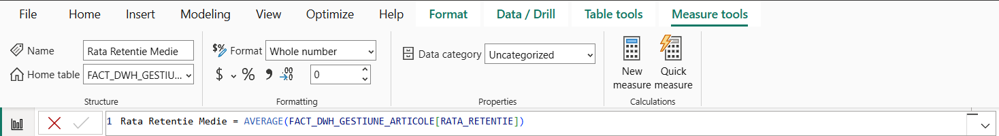 File Home Insert Modeling View Optimize Help Format Data / Drill Table tools Measure tools
Name Rata Retentie Medie $% Format Whole number Data category Uncategorized
Home table FACT_DWH_GESTIU... $ % , .00 →0 0 New measure Quick measure
Structure Formatting Properties Calculations
1 Rata Retentie Medie = AVERAGE(FACT_DWH_GESTIUNE_ARTICOLE[RATA_RETENTIE])